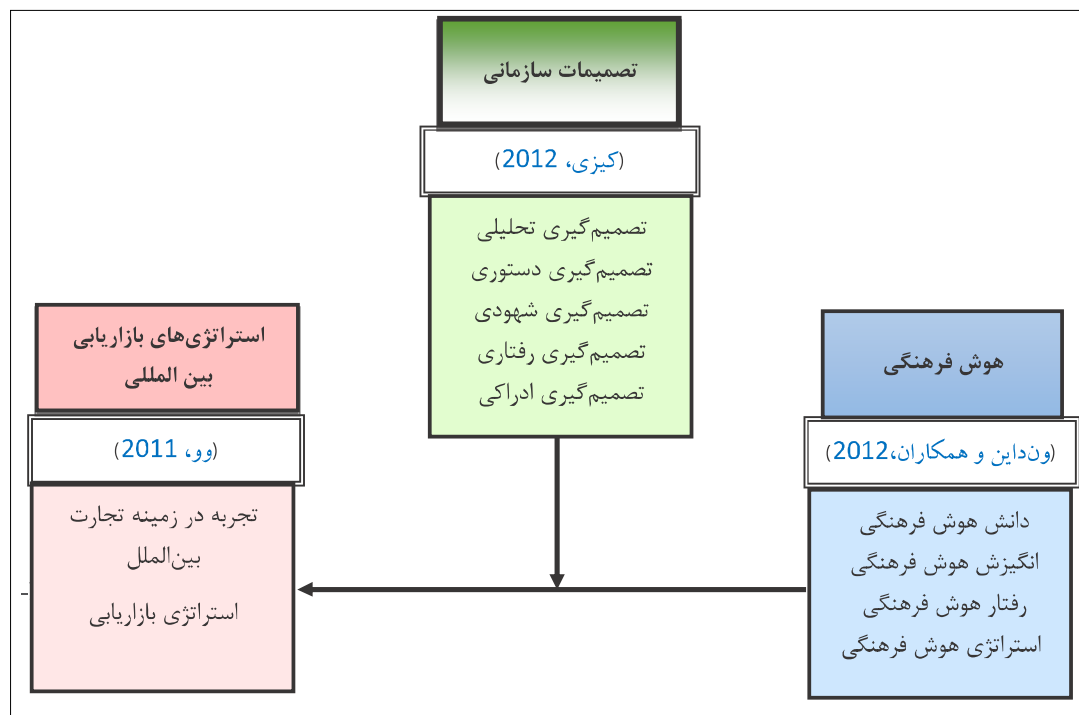 تصمیمات سازمانی
(کیزی، 2012)
تصمیم‌گیری تحلیلی
تصمیم‌گیری دستوری
تصمیم‌گیری شهودی
تصمیم‌گیری رفتاری
تصمیم‌گیری ادراکی
هوش فرهنگی
(ون‌داین و همکاران،2012)
دانش هوش فرهنگی
انگیزش هوش فرهنگی
رفتار هوش فرهنگی
استراتژی هوش فرهنگی
استراتژی‌های بازاریابی
بین المللی
(وو، 2011)
تجربه در زمینه تجارت
بین‌الملل
استراتژی بازاریابی